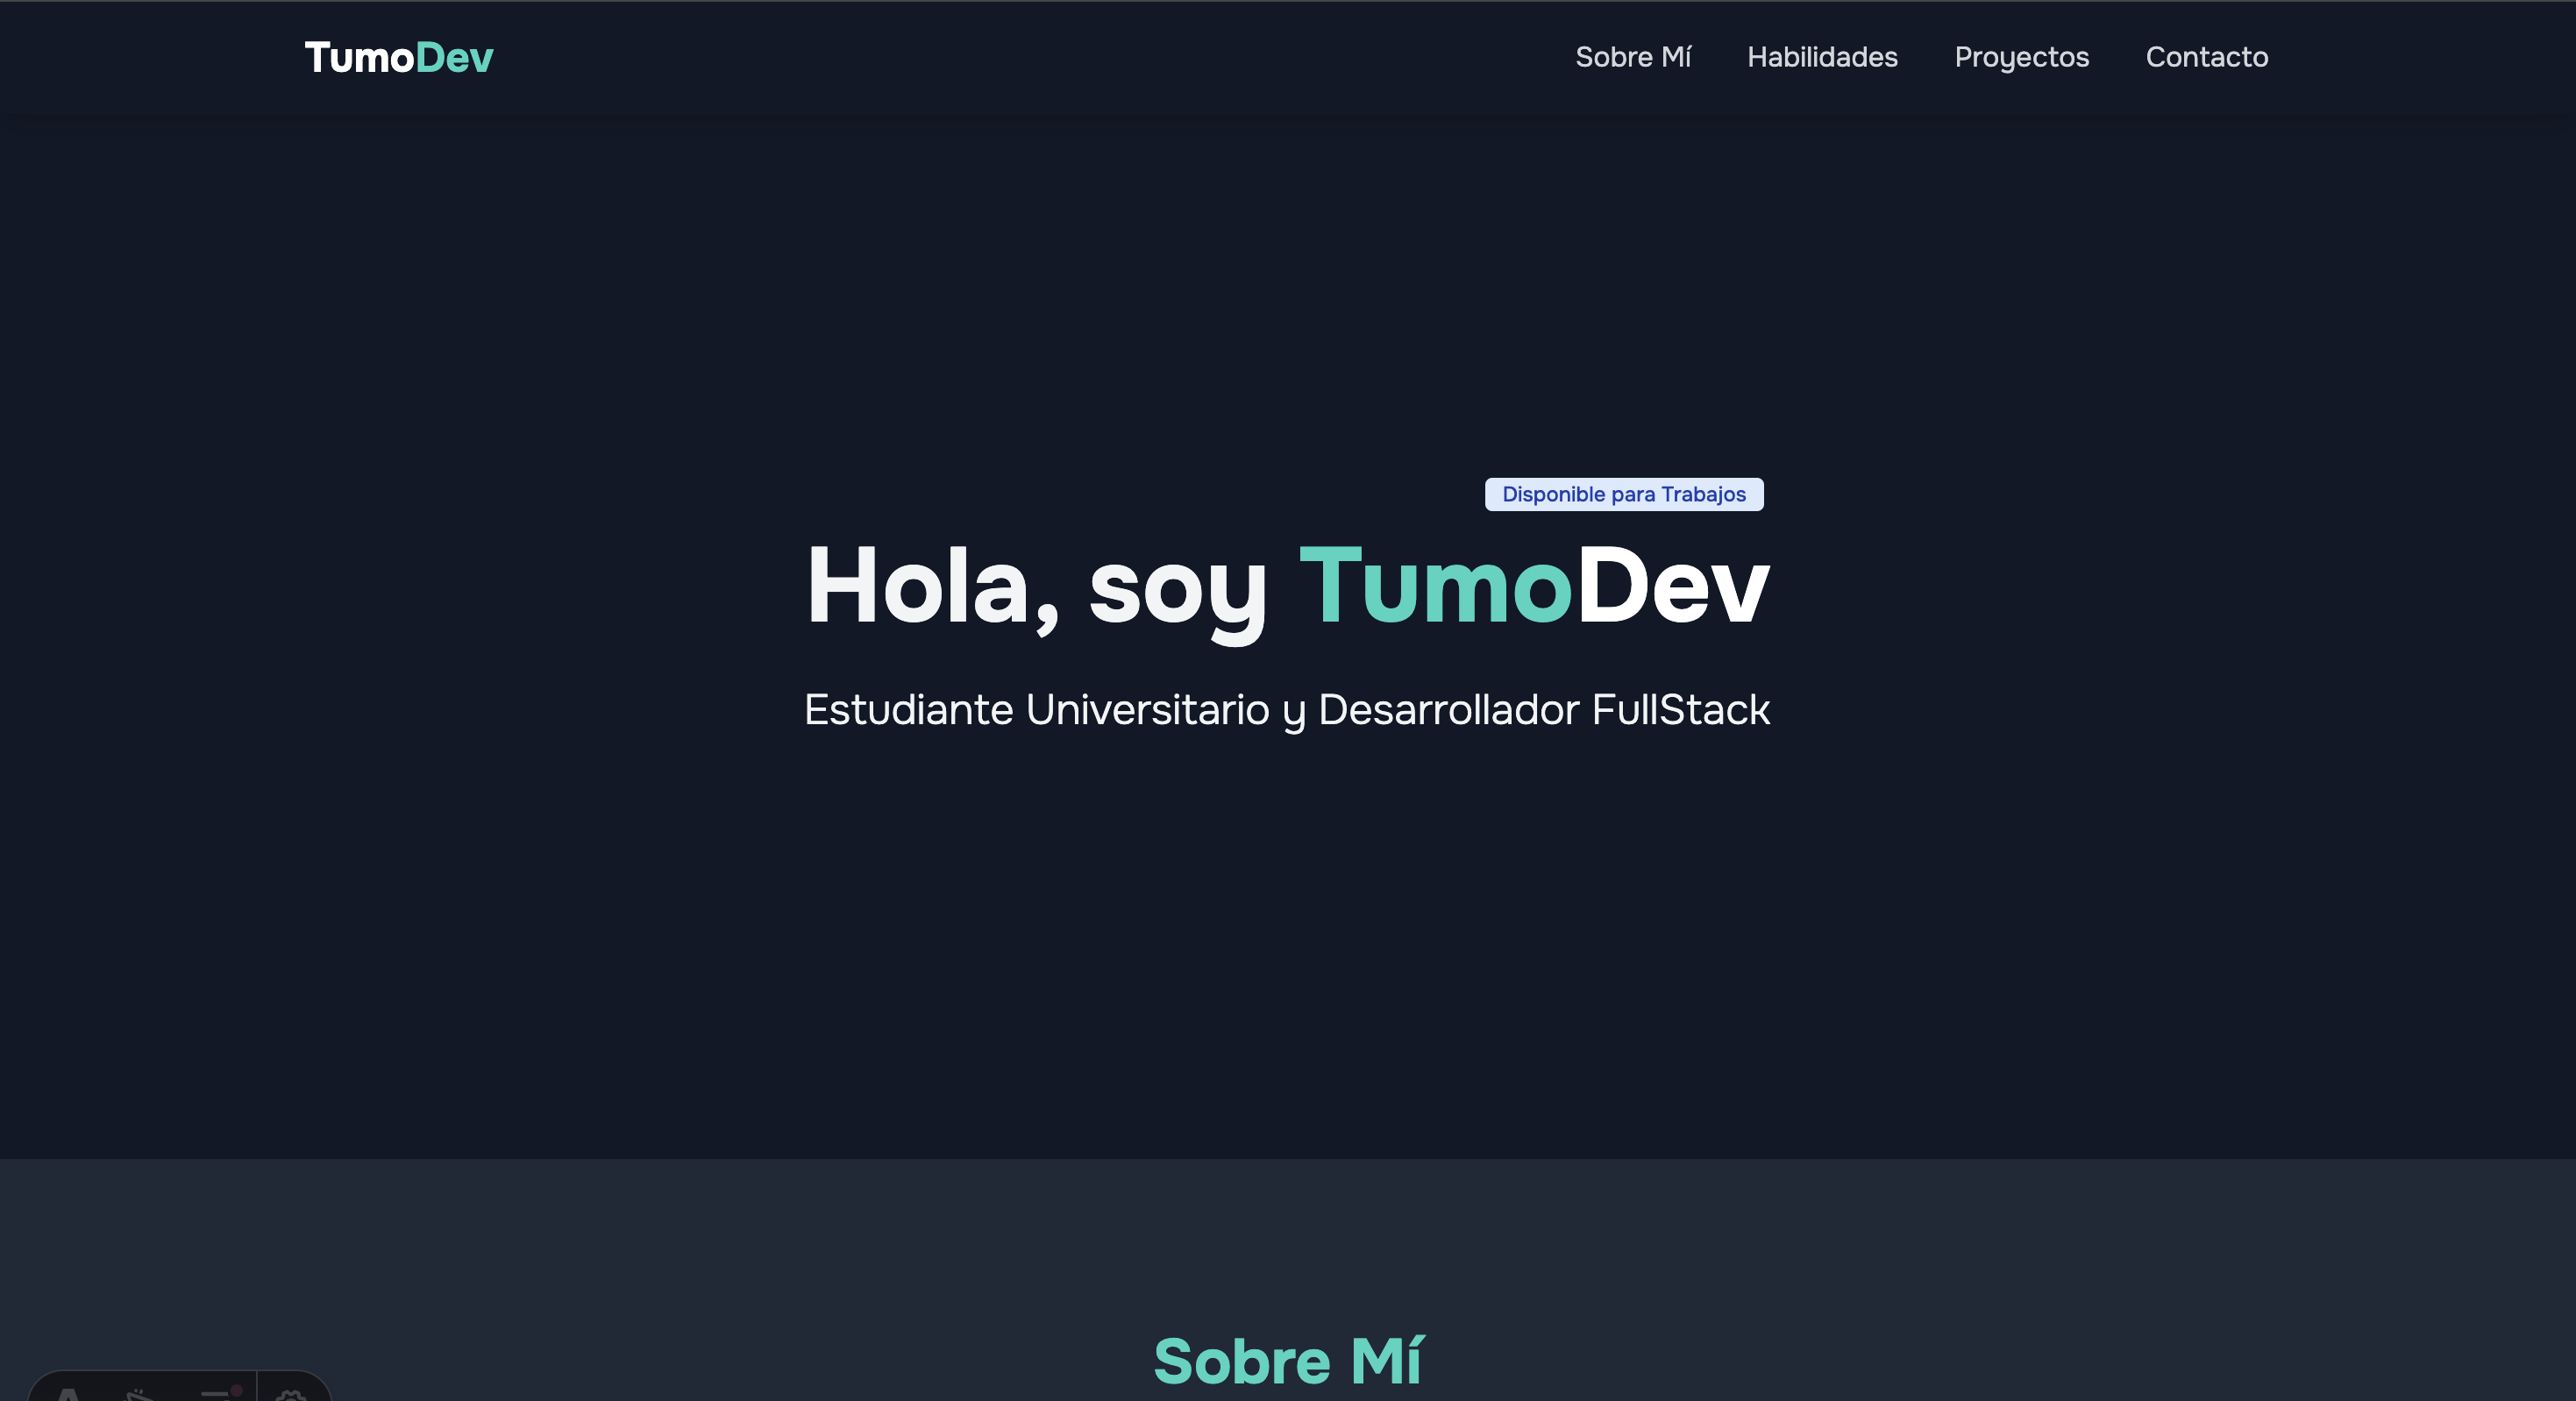 TumoDev
Sobre Mí Habilidades Proyectos Contacto
Disponible para Trabajos
Hola, soy TumoDev
Estudiante Universitario y Desarrollador FullStack
Sobre Mí